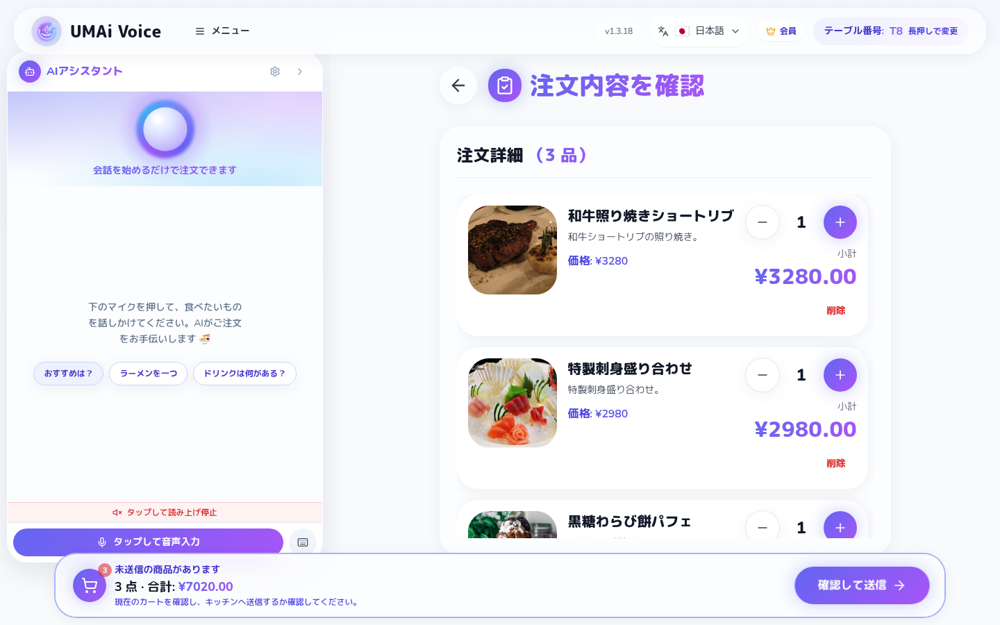 UMAi Voice
メニュー
v1.3.18
日本語
会員
テーブル番号: T8 長押しで変更
AIアシスタント
会話を始めるだけで注文できます
下のマイクを押して、食べたいもの
を話しかけてください。AIがご注文
をお手伝いします 🍜
おすすめは？
ラーメンを一つ
ドリンクは何がある？
タップして読み上げ停止
タップして音声入力
注文内容を確認
注文詳細 （3 品）
和牛照り焼きショートリブ
和牛ショートリブの照り焼き。
価格: ¥3280
1
小計
¥3280.00
削除
特製刺身盛り合わせ
特製刺身盛り合わせ。
価格: ¥2980
1
小計
¥2980.00
削除
黒糖わらび餅パフェ
1
3
未送信の商品があります
3 点 · 合計: ¥7020.00
現在のカートを確認し、キッチンへ送信するか確認してください。
確認して送信